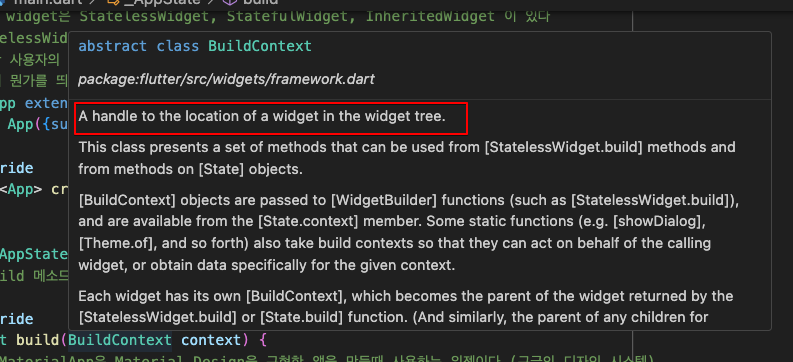 main.dart > _AppState > build
widget은 StatelessWidget, StatefulWidget, InheritedWidget 이 있다
elessWid
사용자의
뭔가를 띄
abstract class BuildContext
package:flutter/src/widgets/framework.dart
A handle to the location of a widget in the widget tree.
This class presents a set of methods that can be used from [StatelessWidget.build] methods and
from methods on [State] objects.
pp exten
App({su
ride
<App> cr
[BuildContext] objects are passed to [WidgetBuilder] functions (such as [StatelessWidget.build]),
and are available from the [State.context] member. Some static functions (e.g. [showDialog],
[Theme.of], and so forth) also take build contexts so that they can act on behalf of the calling
widget, or obtain data specifically for the given context.
AppState
ild 메소드
Each widget has its own [BuildContext], which becomes the parent of the widget returned by the
[StatelessWidget.build] or [State.build] function. (And similarly, the parent of any children for
ride
t build(BuildContext context) {
MaterialApp은 Material Design을 구현한 앱을 만들때 사용하는 위젯이다 (구글의 디자인 시스템)